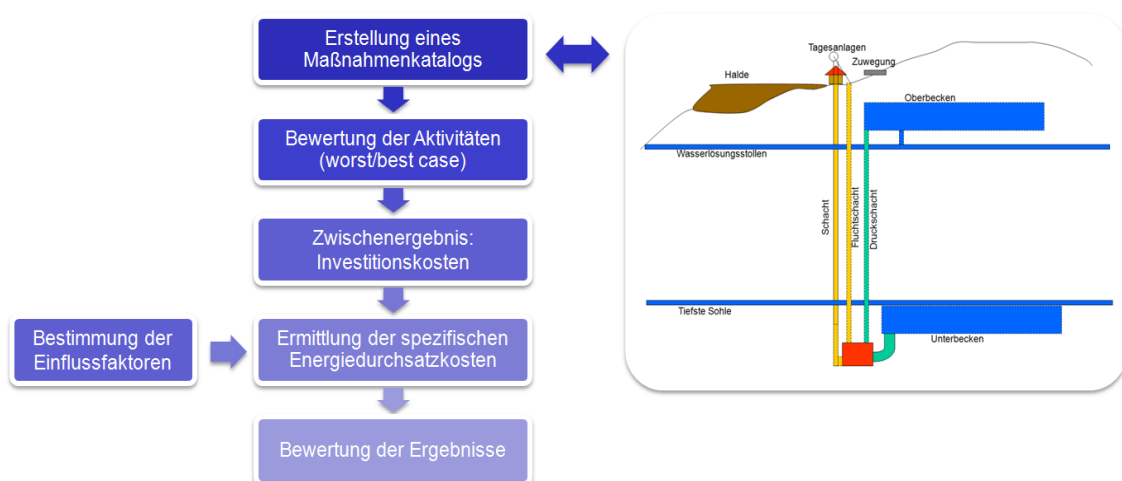 Erstellung eines
Maßnahmenkatalogs
Bewertung der Aktivitäten
(worst/best case)
Zwischenergebnis:
Investitionskosten
Bestimmung der
Einflussfaktoren
Ermittlung der spezifischen
Energiedurchsatzkosten
Bewertung der Ergebnisse
Tagesanlagen
Zuwegung
Halde
Oberbecken
Wasserlösungsstollen
Schacht
Fluchtschacht
Druckschacht
Tiefste Sohle
Unterbecken